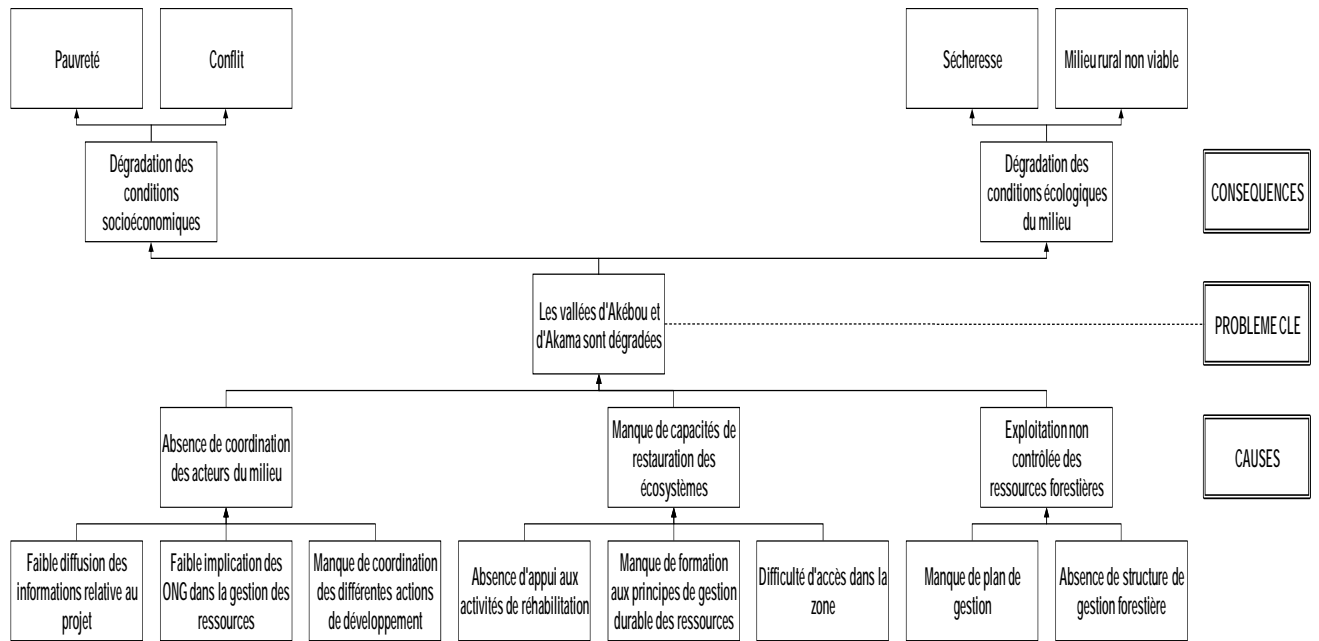 Pauvreté
Conflit
Sécheresse
Milieu rural non viable
Dégradation des
conditions
socioéconomiques
Dégradation des
conditions écologiques
du milieu
CONSEQUENCES
Les vallées d'Akébou et
d'Akama sont dégradées
PROBLEME CLE
Absence de coordination
des acteurs du milieu
Manque de capacités de
restauration des
écosystèmes
Exploitation non
contrôlée des
ressources forestières
CAUSES
Faible diffusion des
informations relative au
projet
Faible implication des
ONG dans la gestion des
ressources
Manque de coordination
des différentes actions
de développement
Absence d'appui aux
activités de réhabilitation
Manque de formation
aux principes de gestion
durable des ressources
Difficulté d'accès dans la
zone
Manque de plan de
gestion
Absence de structure de
gestion forestière